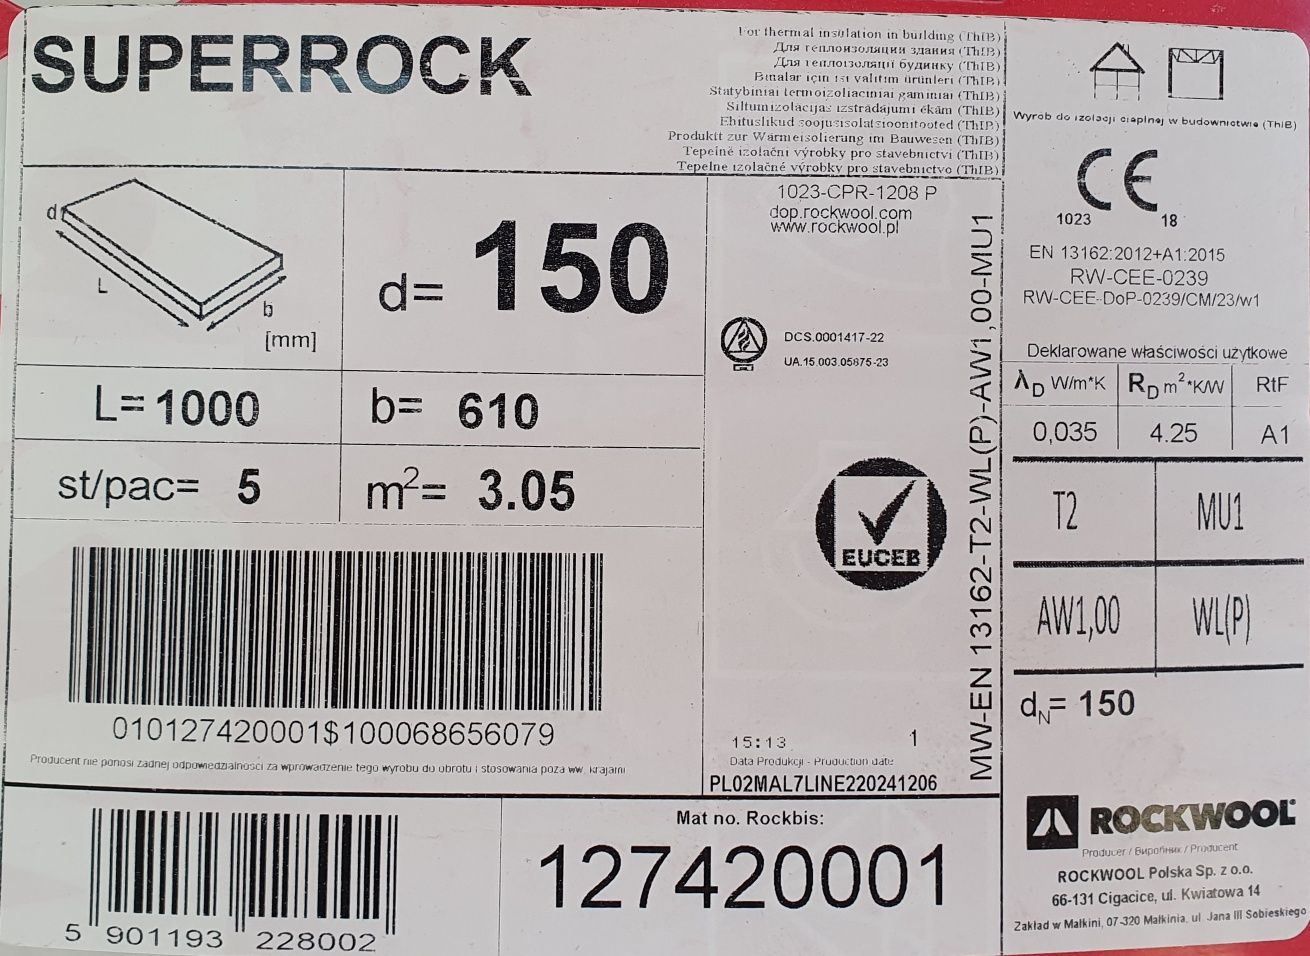 SUPERROCK
For thermal insulation in building (ThIB)
Для теплоизоляции здания (ThIB)
Для теплоізоляції будинку (ThIB)
Binalar için ısı yalıtım ürünleri (ThIB)
Statybiniai termoizoliaciniai gaminiai (ThIB)
Siltumizolācijas izstrādājumi ēkām (ThIB)
Ehituslikud soojusisolatsioonitooted (ThIB)
Produktt zur Wärmeisolierung im Bauwesen (ThIB)
Tepelně izolační výrobky pro stavebnictví (ThIB)
Tepelne izolačné výrobky pro stavebníctvo (ThIB)
Wyrób do izolacji cieplnej w budownictwie (ThIB)
CE
1023 18
EN 13162:2012+A1:2015
RW-CEE-0239
RW-CEE-DoP-0239/CM/23/w1
d
L
b
[mm]
d= 150
L= 1000
b= 610
st/pac= 5
m²= 3.05
010127420001$100068656079
Producent nie ponosi żadnej odpowiedzialności za wprowadzenie tego wyrobu do obrotu i stosowania poza ww. krajami
1023-CPR-1208 P
dop.rockwool.com
www.rockwool.pl
DCS.0001417-22
UA.15.003.05875-23
EUCEB
15:13 1
Data Produkcji - Production date
PL02MAL7LINE220241206
MW-EN 13162-T2-WL(P)-AW1,00-MU1
Deklarowane właściwości użytkowe
λD W/m*K RD m²*K/W RtF
0,035 4.25 A1
T2 MU1
AW1,00 WL(P)
dN= 150
5 901193 228002
Mat no. Rockbis:
127420001
ROCKWOOL
Producer / Виробник / Producent
ROCKWOOL Polska Sp. z o.o.
66-131 Cigacice, ul. Kwiatowa 14
Zakład w Małkini, 07-320 Małkinia, ul. Jana III Sobieskiego